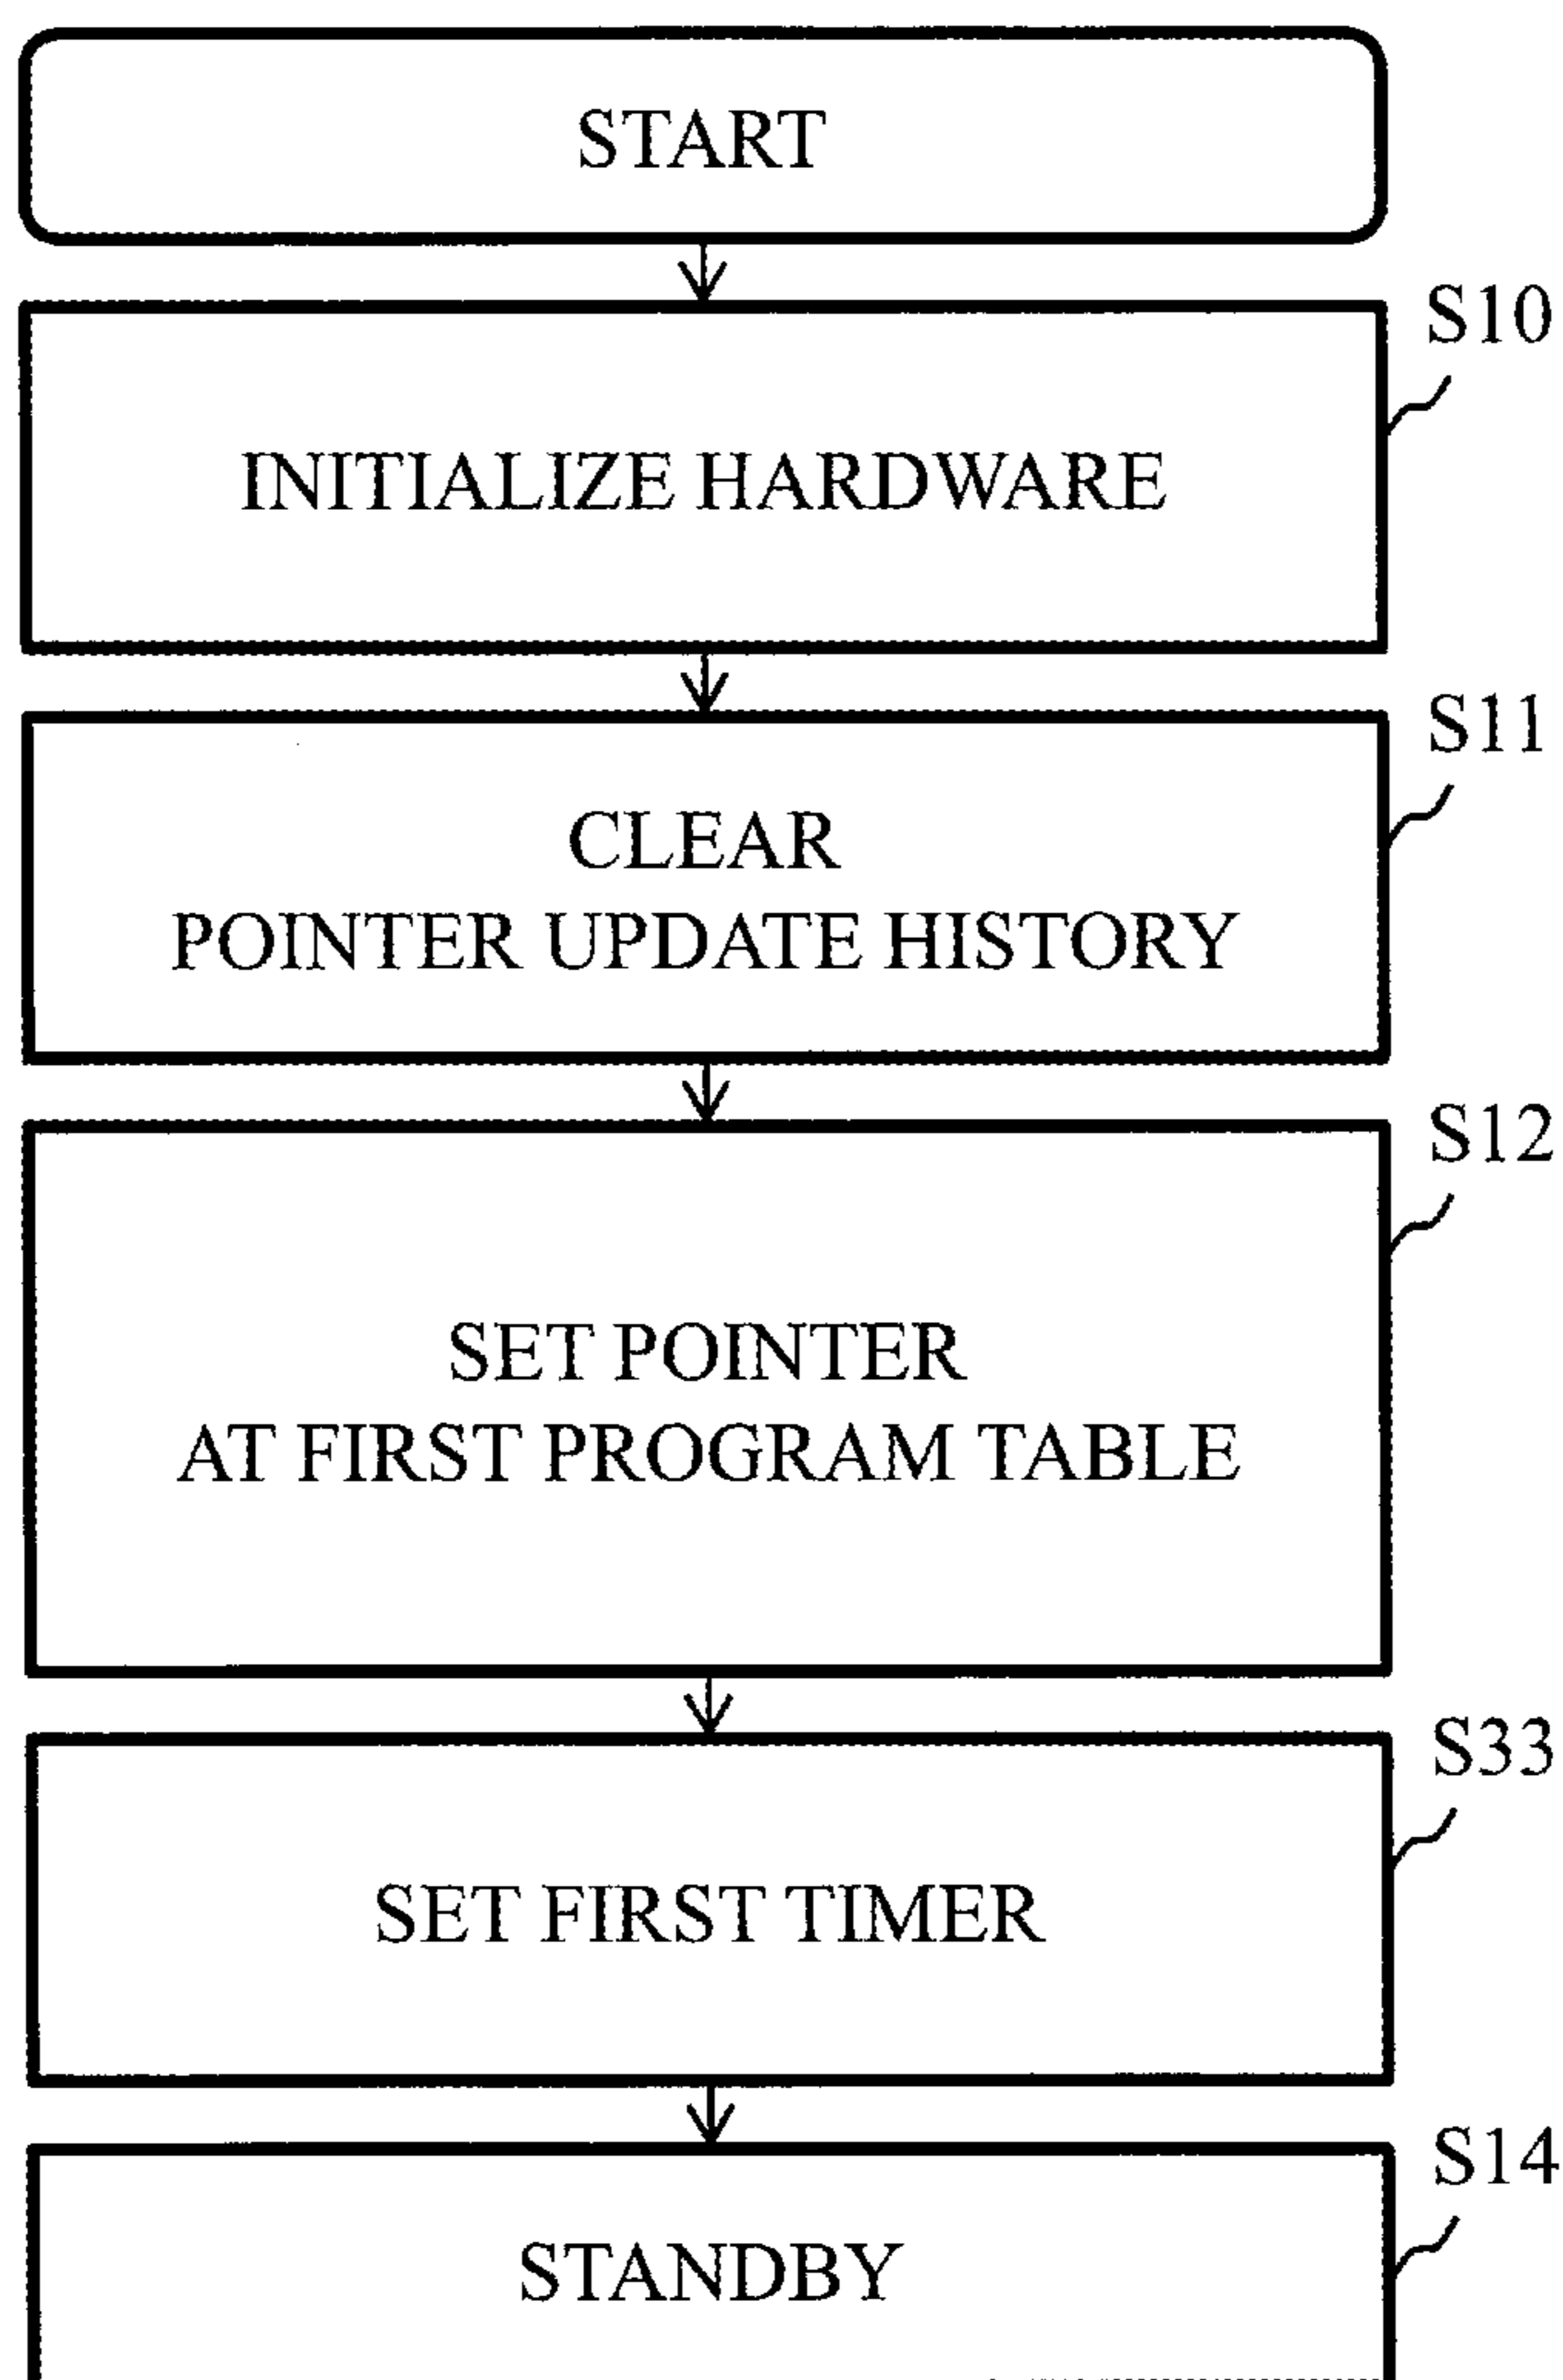 START
S10
INITIALIZE HARDWARE
S11
CLEAR
POINTER UPDATE HISTORY
S12
SET POINTER
AT FIRST PROGRAM TABLE
S33
SET FIRST TIMER
S14
STANDBY